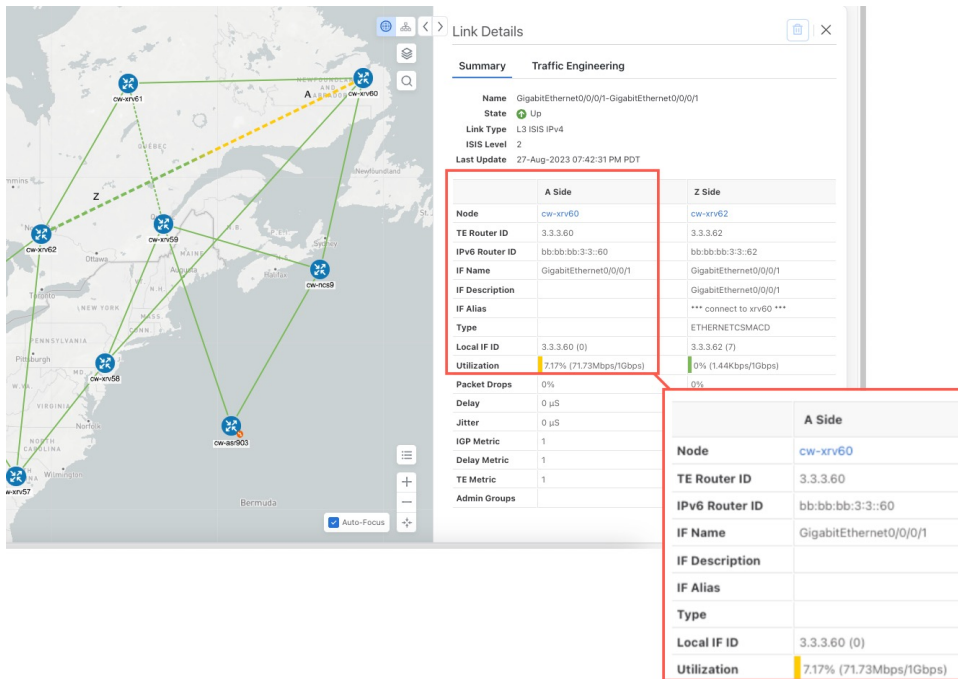 Link Details
Summary Traffic Engineering
Name GigabitEthernet0/0/0/1-GigabitEthernet0/0/0/1
State Up
Link Type L3 ISIS IPv4
ISIS Level 2
Last Update 27-Aug-2023 07:42:31 PM PDT
A Side Z Side
Node cw-xrv60 cw-xrv62
TE Router ID 3.3.3.60 3.3.3.62
IPv6 Router ID bb:bb:bb:3:3::60 bb:bb:bb:3:3::62
IF Name GigabitEthernet0/0/0/1 GigabitEthernet0/0/0/1
IF Description GigabitEthernet0/0/0/1
IF Alias *** connect to xrv60 ***
Type ETHERNETCSMACD
Local IF ID 3.3.3.60 (0) 3.3.3.62 (7)
Utilization 7.17% (71.73Mbps/1Gbps) 0% (1.44Kbps/1Gbps)
Packet Drops 0% 0%
Delay 0 µS
Jitter 0 µS
IGP Metric 1
Delay Metric 1
TE Metric 1
Admin Groups
A Side
Node cw-xrv60
TE Router ID 3.3.3.60
IPv6 Router ID bb:bb:bb:3:3::60
IF Name GigabitEthernet0/0/0/1
IF Description
IF Alias
Type
Local IF ID 3.3.3.60 (0)
Utilization 7.17% (71.73Mbps/1Gbps)
cw-xrv61
A
cw-xrv60
QUEBEC
Newfoundland
Z
cw-xrv62
cw-xrv59
N.B.
Sydney
Ottawa
MAINE
Augusta
Halifax
cw-ncs9
Toronto
N.H.
NEW YORK
MASS.
CONN.
PENNSYLVANIA
Pittsburgh
MD.
cw-xrv58
W.VA.
VIRGINIA
Norfolk
NORTH
CAROLINA
cw-asr903
Wilmington
w-xrv57
Bermuda
Auto-Focus